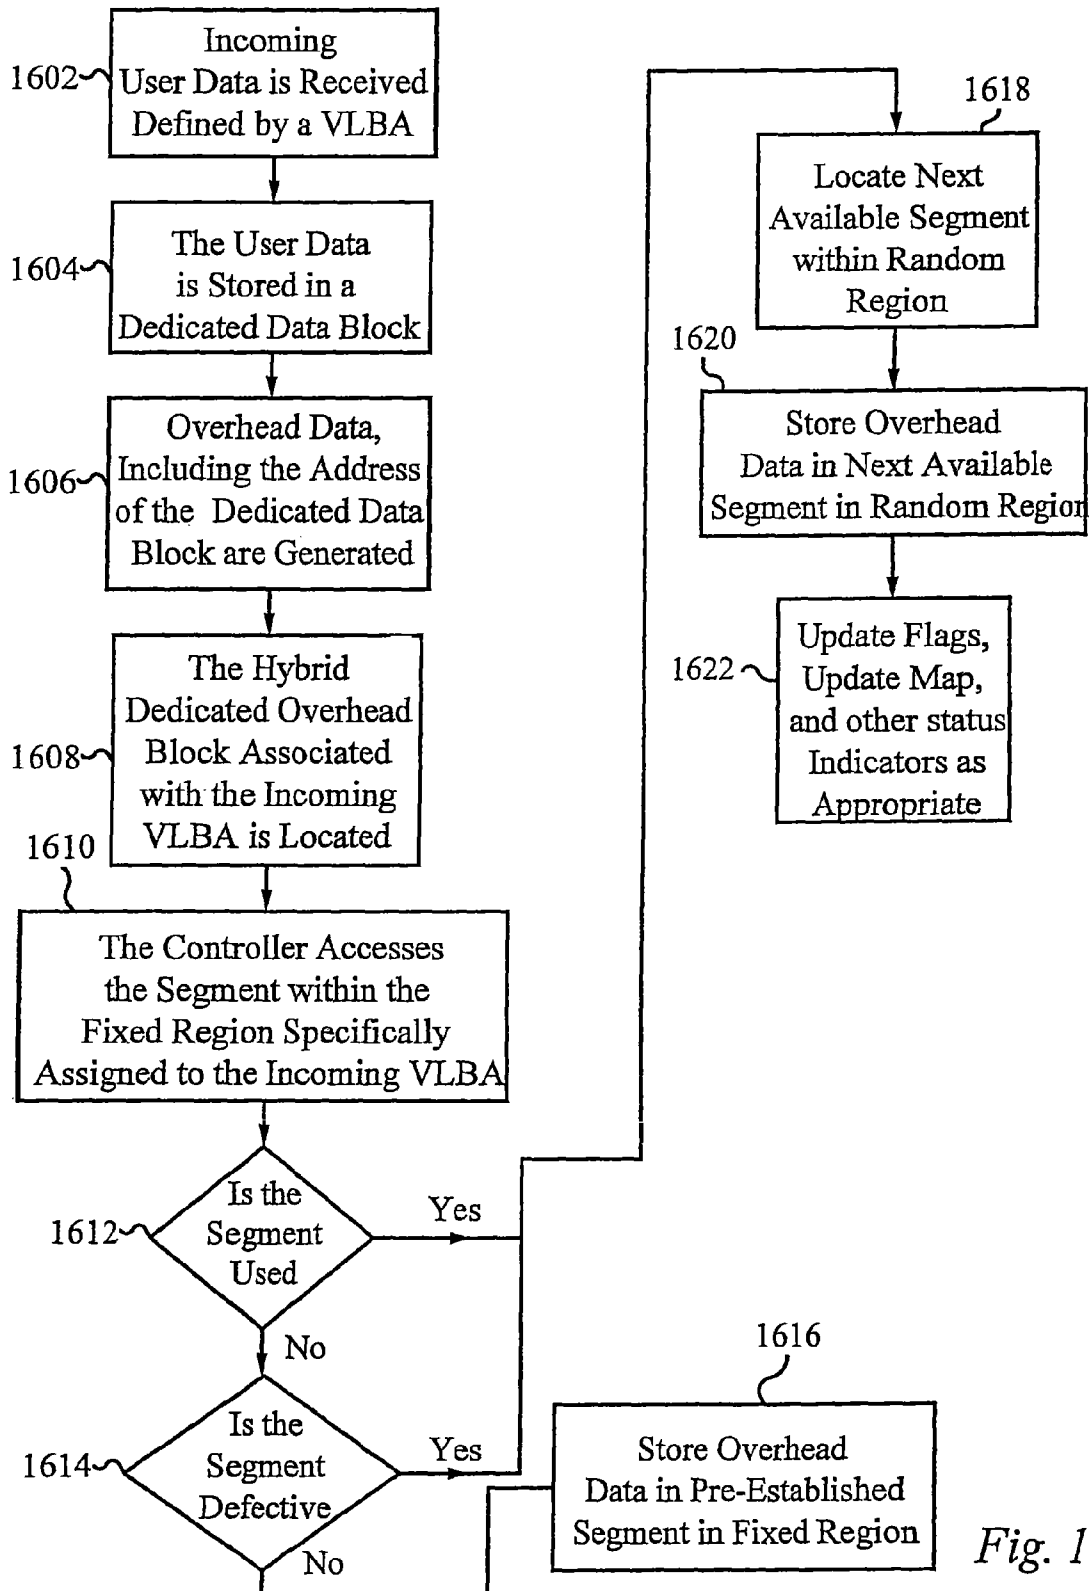 1602
Incoming
User Data is Received
Defined by a VLBA
1604
The User Data
is Stored in a
Dedicated Data Block
1606
Overhead Data,
Including the Address
of the Dedicated Data
Block are Generated
1608
The Hybrid
Dedicated Overhead
Block Associated
with the Incoming
VLBA is Located
1610
The Controller Accesses
the Segment within the
Fixed Region Specifically
Assigned to the Incoming VLBA
1612
Is the
Segment
Used
Yes
No
1614
Is the
Segment
Defective
Yes
No
1616
Store Overhead
Data in Pre-Established
Segment in Fixed Region
1618
Locate Next
Available Segment
within Random
Region
1620
Store Overhead
Data in Next Available
Segment in Random Region
1622
Update Flags,
Update Map,
and other status
Indicators as
Appropriate
Fig. 1